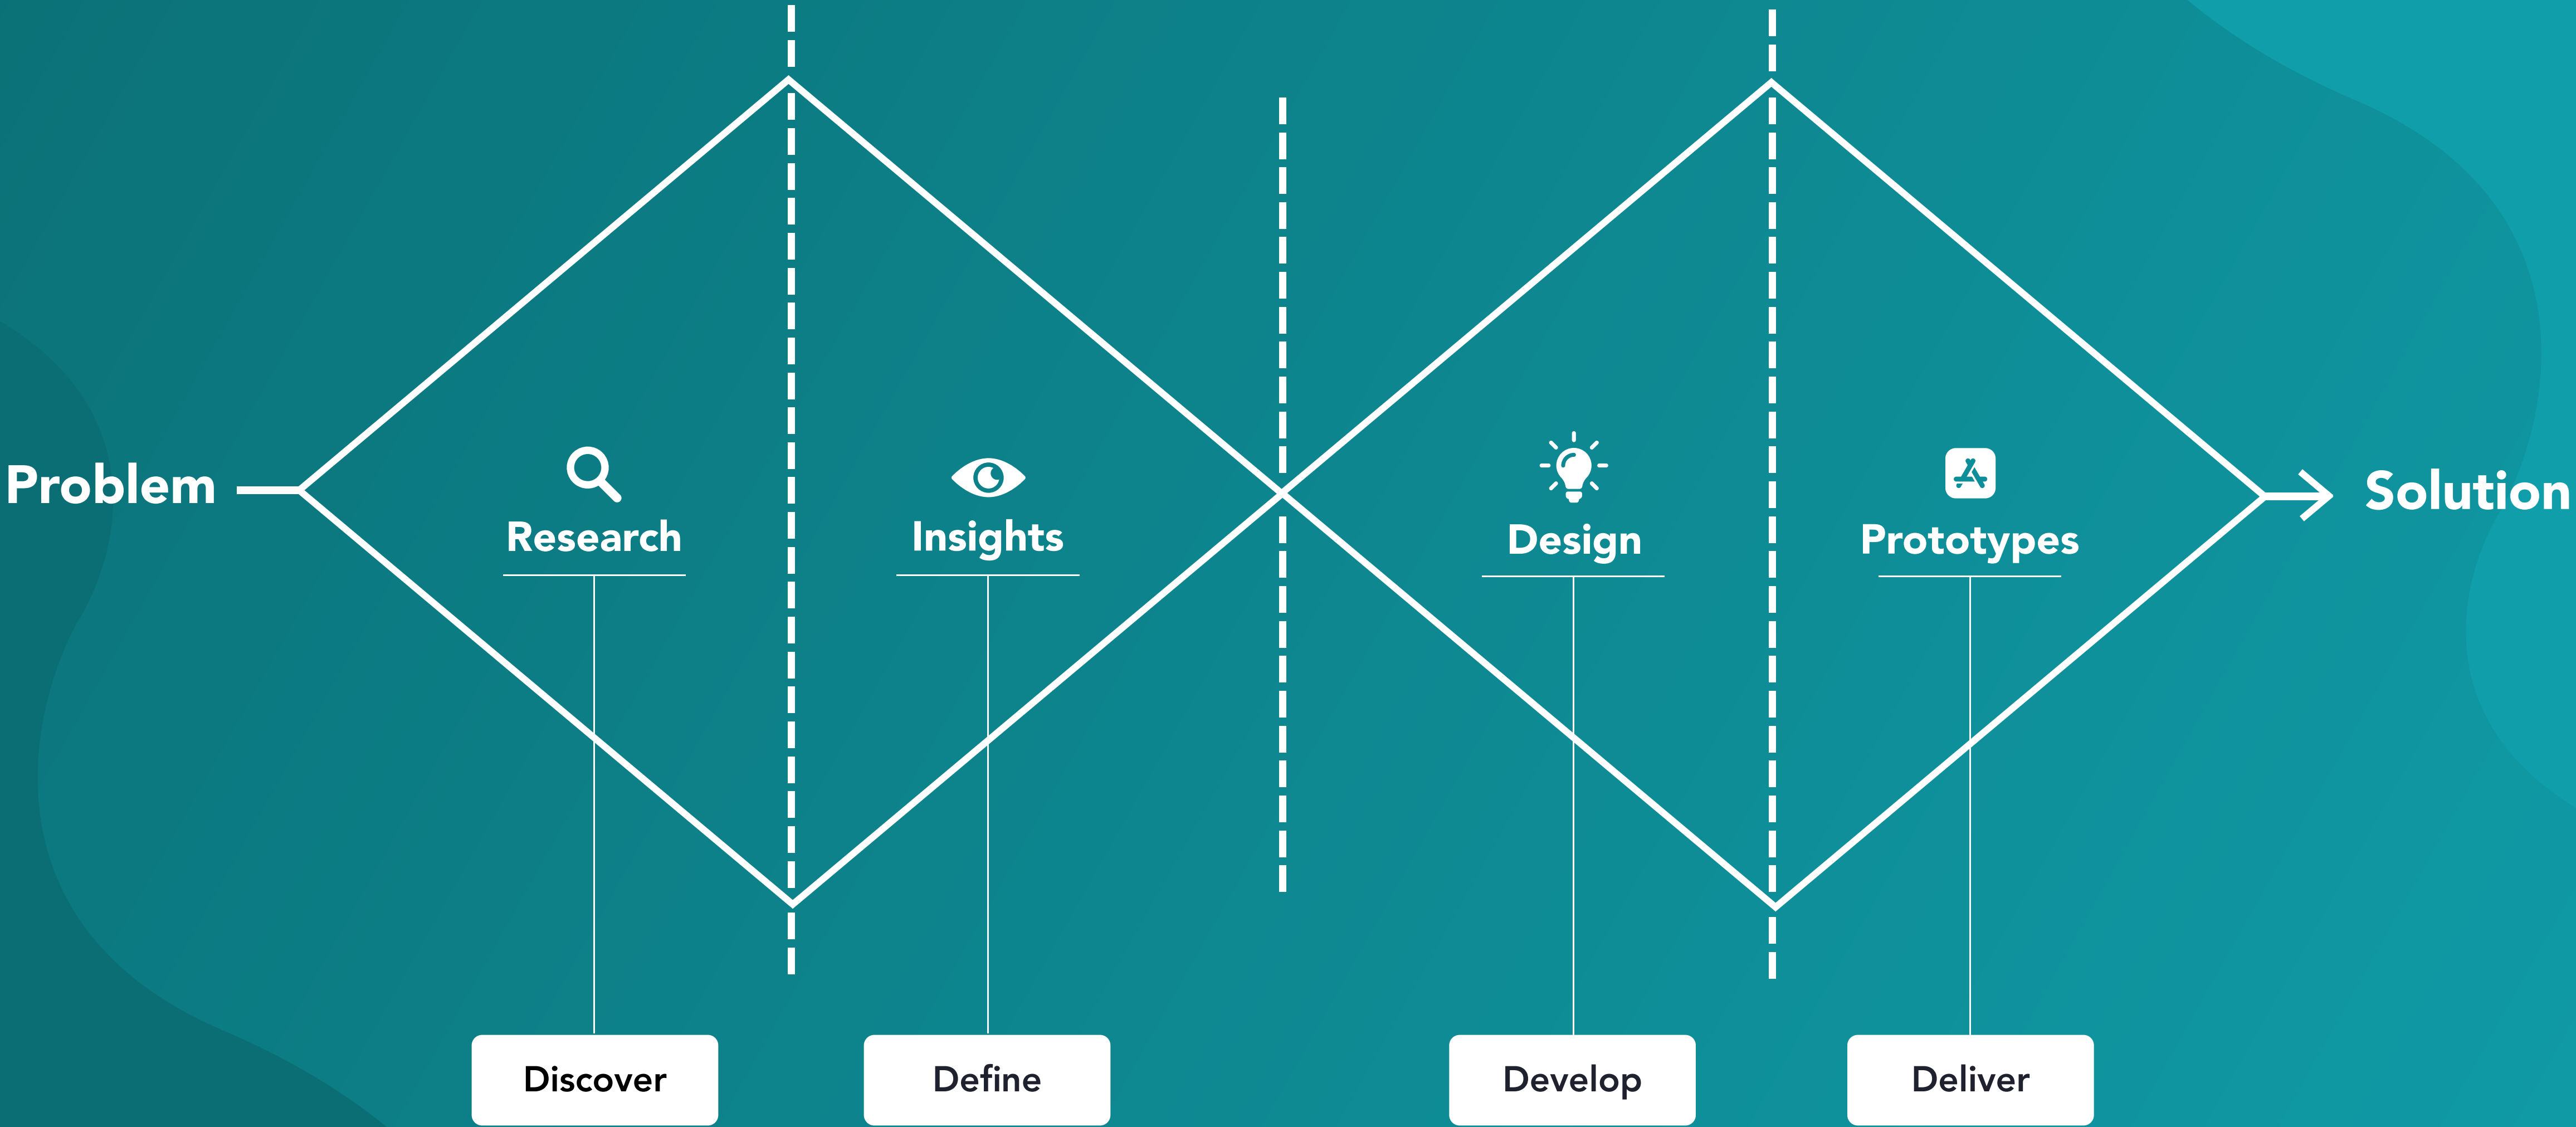 Problem
Research
Insights
Design
Prototypes
Solution
Discover
Define
Develop
Deliver